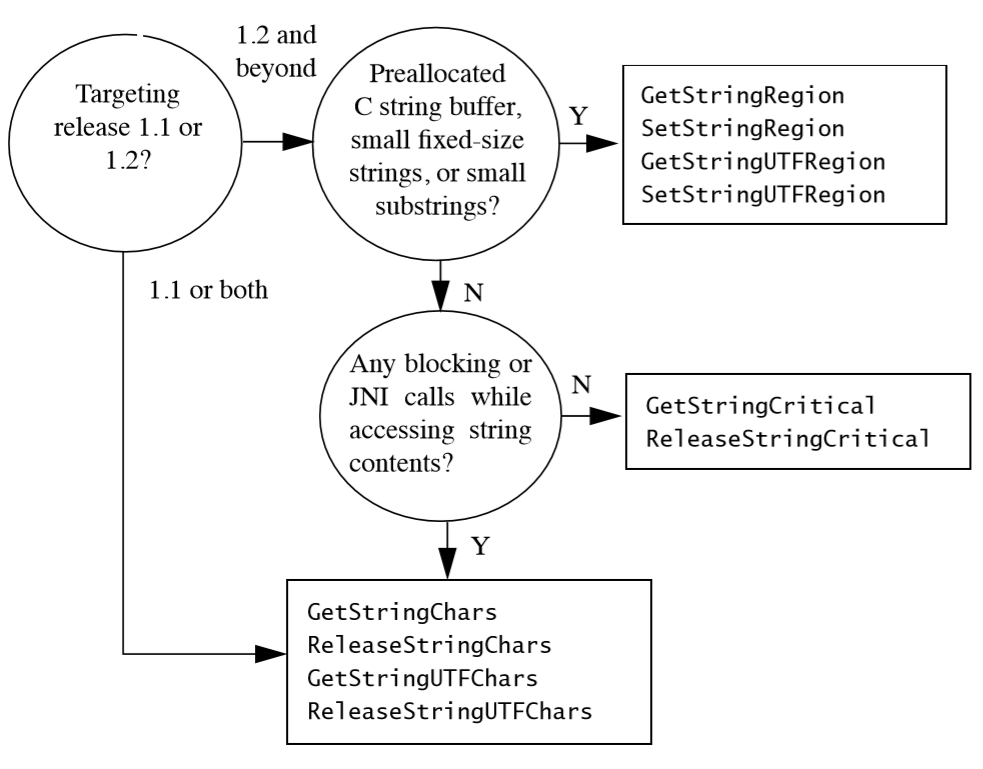 Targeting
release 1.1 or
1.2?
1.2 and
beyond
Preallocated
C string buffer,
small fixed-size
strings, or small
substrings?
Y
GetStringRegion
SetStringRegion
GetStringUTFRegion
SetStringUTFRegion
1.1 or both
N
Any blocking or
JNI calls while
accessing string
contents?
N
GetStringCritical
ReleaseStringCritical
Y
GetStringChars
ReleaseStringChars
GetStringUTFChars
ReleaseStringUTFChars